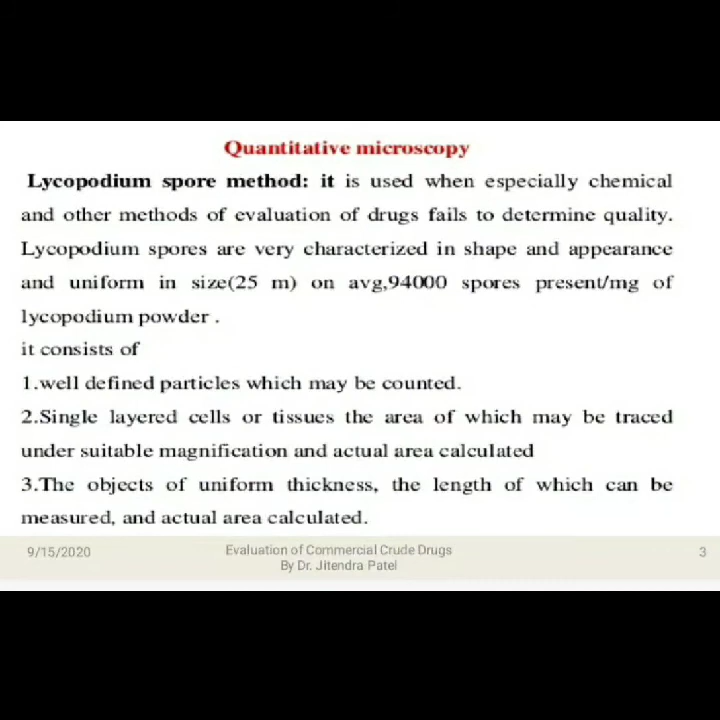 Quantitative microscopy
Lycopodium spore method: it is used when especially chemical
and other methods of evaluation of drugs fails to determine quality.
Lycopodium spores are very characterized in shape and appearance
and uniform in size(25 m) on avg,94000 spores present/mg of
lycopodium powder .
it consists of
1.well defined particles which may be counted.
2.Single layered cells or tissues the area of which may be traced
under suitable magnification and actual area calculated
3.The objects of uniform thickness, the length of which can be
measured, and actual area calculated.
9/15/2020
Evaluation of Commercial Crude Drugs
By Dr. Jitendra Patel
3